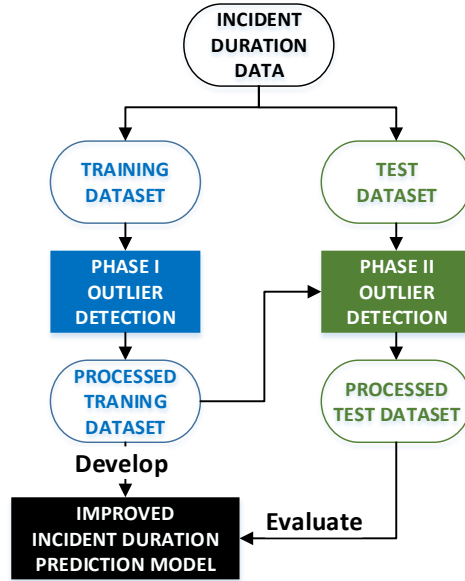 INCIDENT
DURATION
DATA
TRAINING
DATASET
TEST
DATASET
PHASE I
OUTLIER
DETECTION
PHASE II
OUTLIER
DETECTION
PROCESSED
TRANING
DATASET
PROCESSED
TEST DATASET
Develop
Evaluate
IMPROVED
INCIDENT DURATION
PREDICTION MODEL